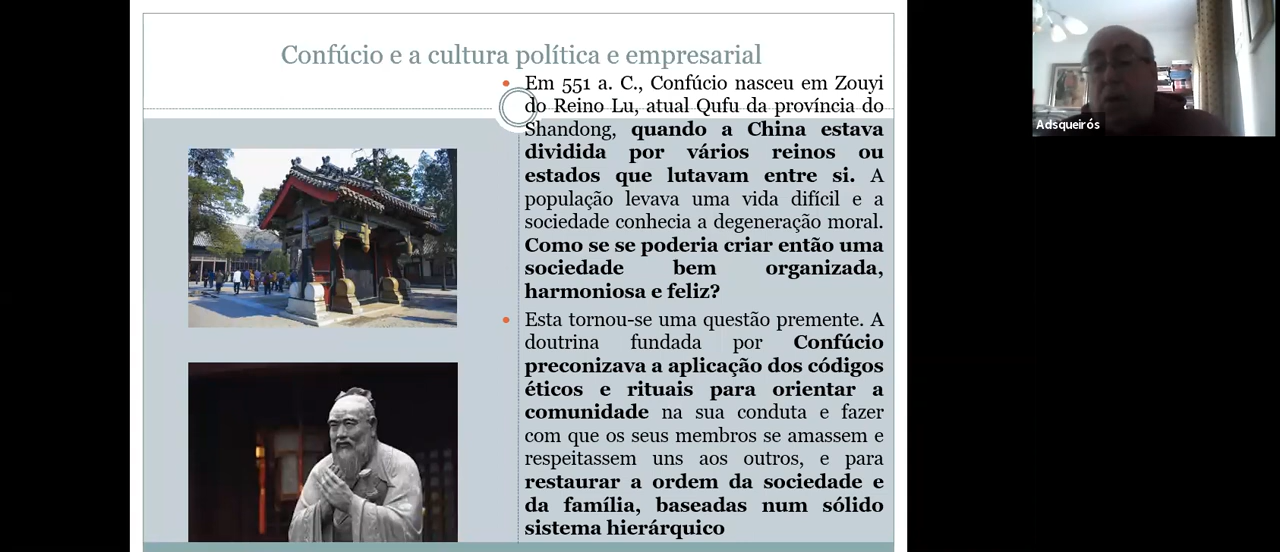 Confúcio e a cultura política e empresarial
Em 551 a. C., Confúcio nasceu em Zouyi
do Reino Lu, atual Qufu da província do
Shandong, quando a China estava
dividida por vários reinos ou
estados que lutavam entre si. A
população levava uma vida difícil e a
sociedade conhecia a degeneração moral.
Como se se poderia criar então uma
sociedade bem organizada,
harmoniosa e feliz?
Esta tornou-se uma questão premente. A
doutrina fundada por Confúcio
preconizava a aplicação dos códigos
éticos e rituais para orientar a
comunidade na sua conduta e fazer
com que os seus membros se amassem e
respeitassem uns aos outros, e para
restaurar a ordem da sociedade e
da família, baseadas num sólido
sistema hierárquico
Adsqueirós